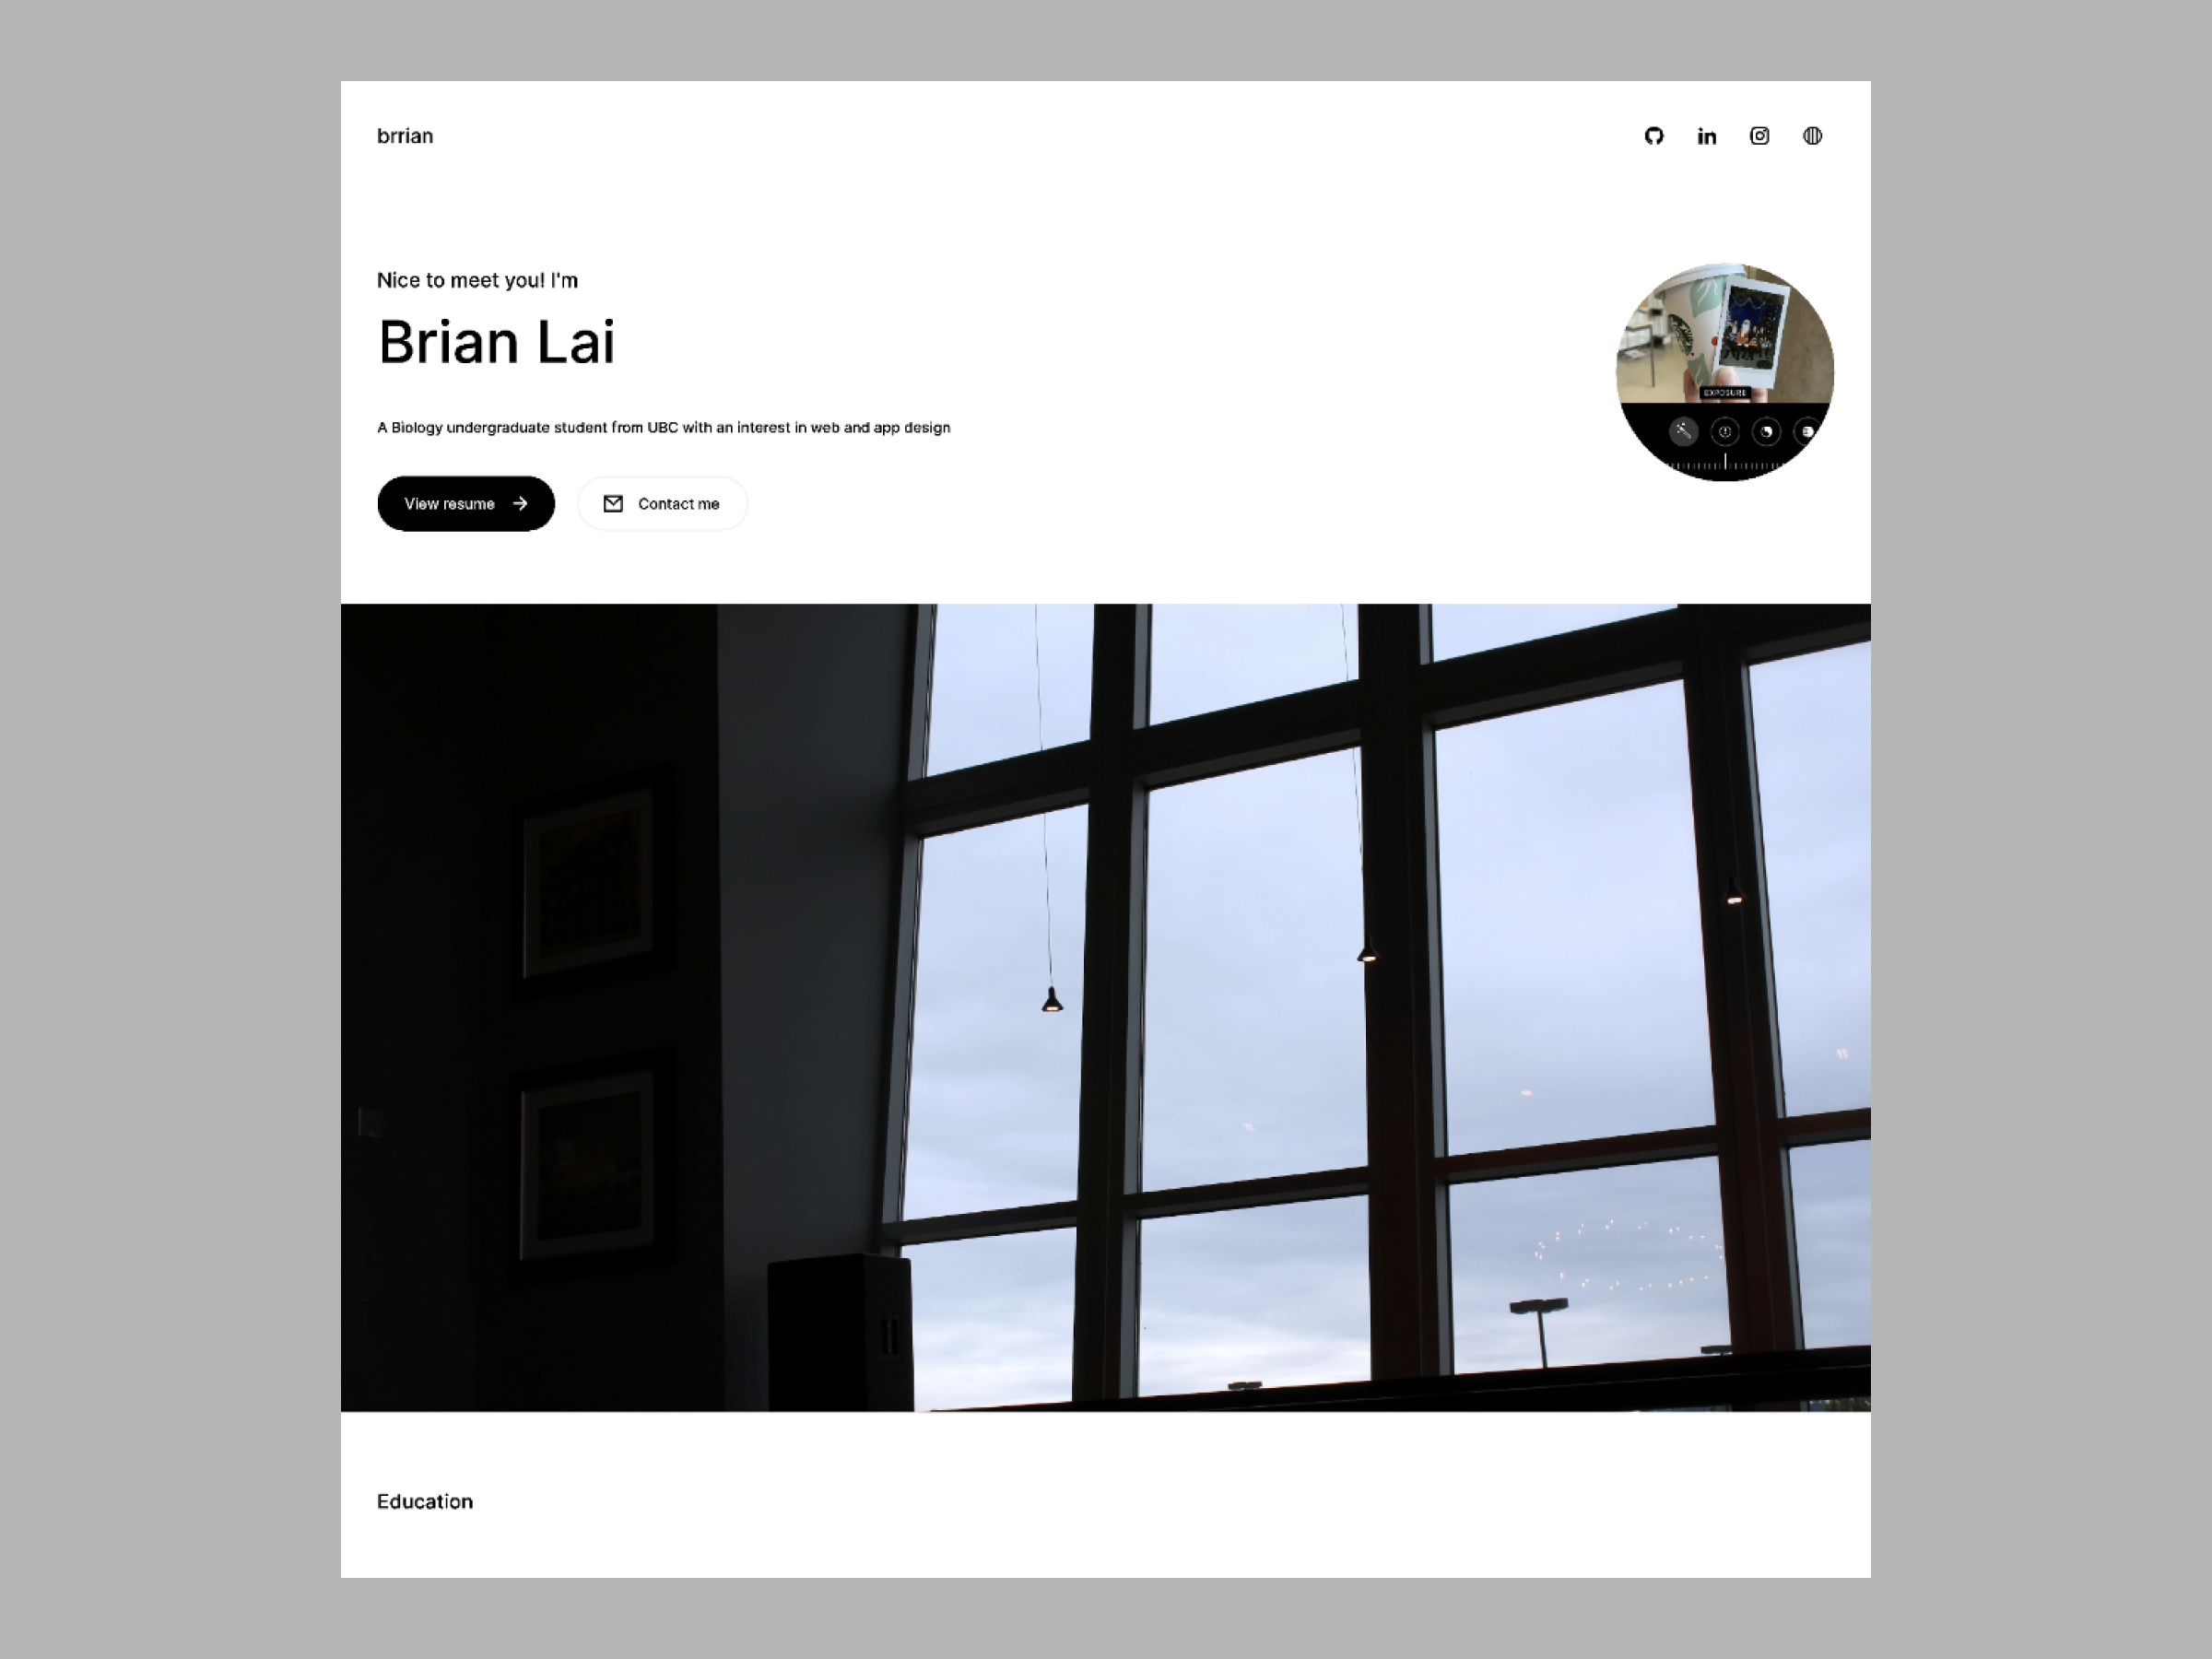 brrian
Nice to meet you! I'm
Brian Lai
A Biology undergraduate student from UBC with an interest in web and app design
View resume
Contact me
EXPOSURE
Education